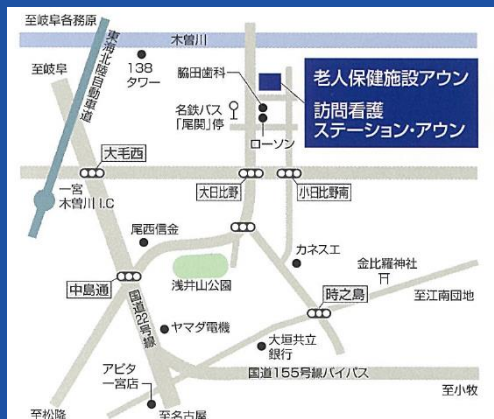 至岐阜各務原
木曽川
東海北陸自動車道
至岐阜
138
タワー
脇田歯科
老人保健施設アウン
訪問看護
ステーション・アウン
名鉄バス
「尾関」停
ローソン
大毛西
一宮
木曽川I.C
大日比野
小日比野南
尾西信金
カネスエ
金比羅神社
中島通
浅井山公園
時之島
至江南団地
国道22号線
ヤマダ電機
大垣共立
銀行
アピタ
一宮店
国道155号線バイパス
至小牧
至松隆
至名古屋